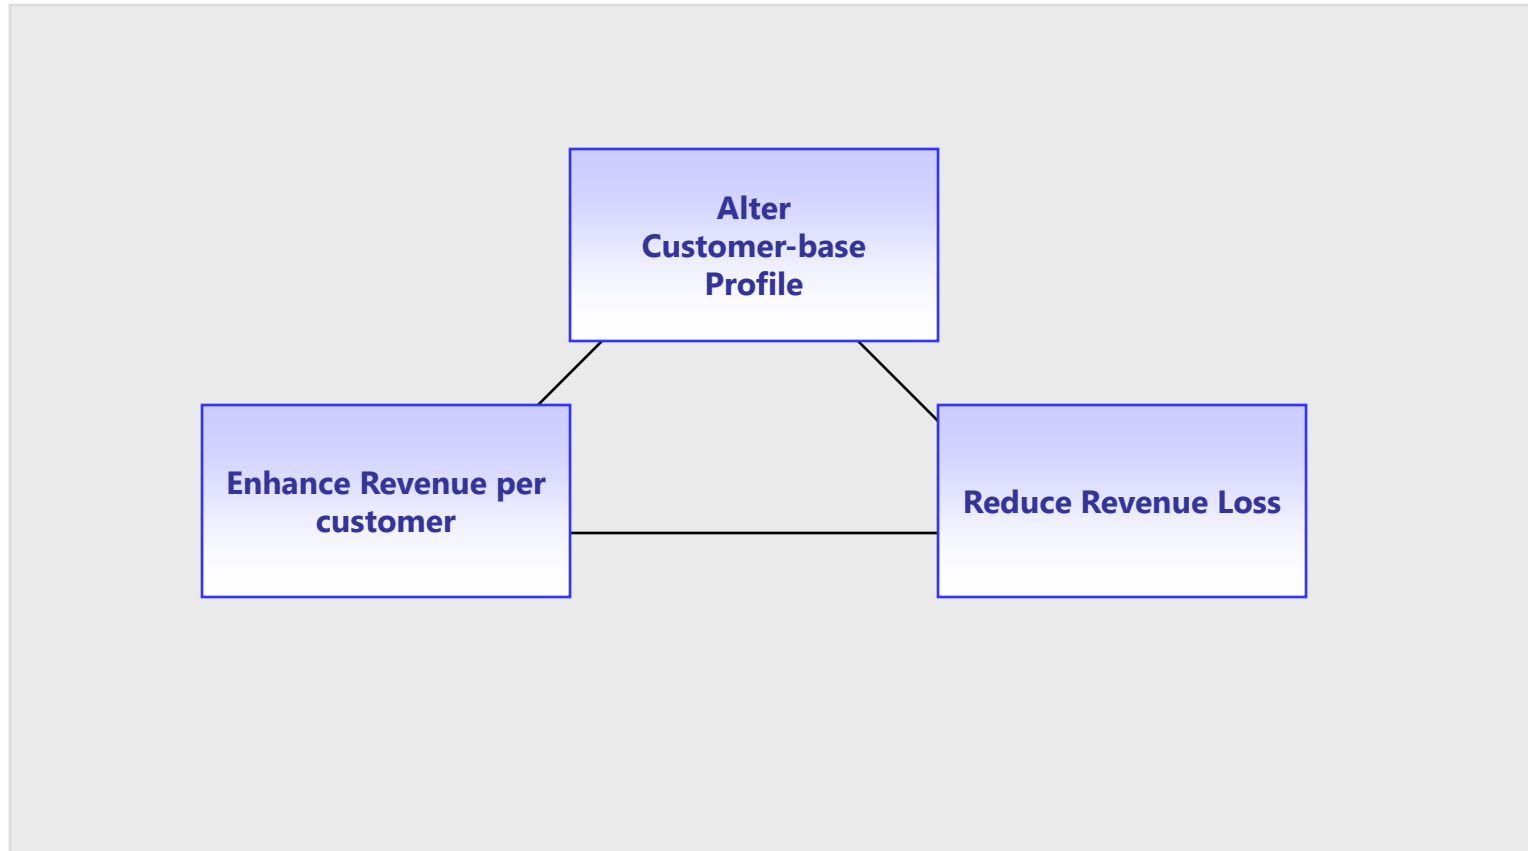 Alter
Customer-base
Profile
Enhance Revenue per
customer
Reduce Revenue Loss